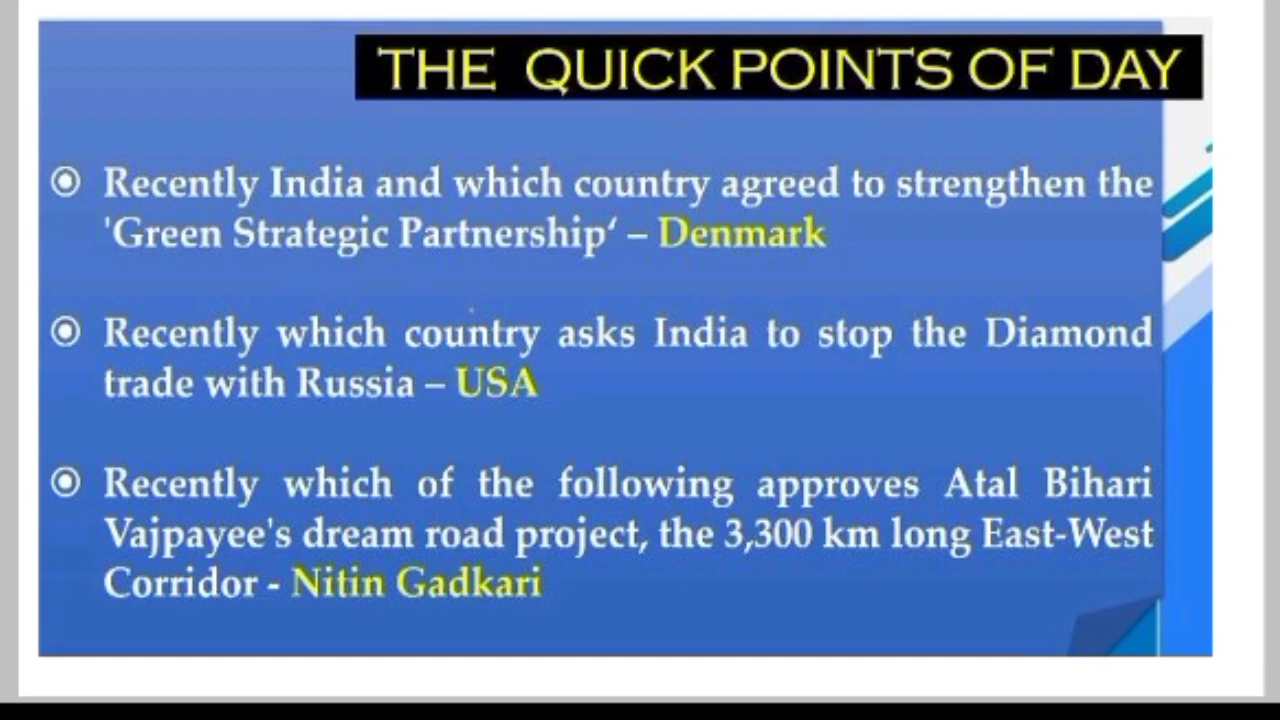 THE QUICK POINTS OF DAY
Recently India and which country agreed to strengthen the
'Green Strategic Partnership‘ – Denmark
Recently which country asks India to stop the Diamond
trade with Russia – USA
Recently which of the following approves Atal Bihari
Vajpayee's dream road project, the 3,300 km long East-West
Corridor - Nitin Gadkari